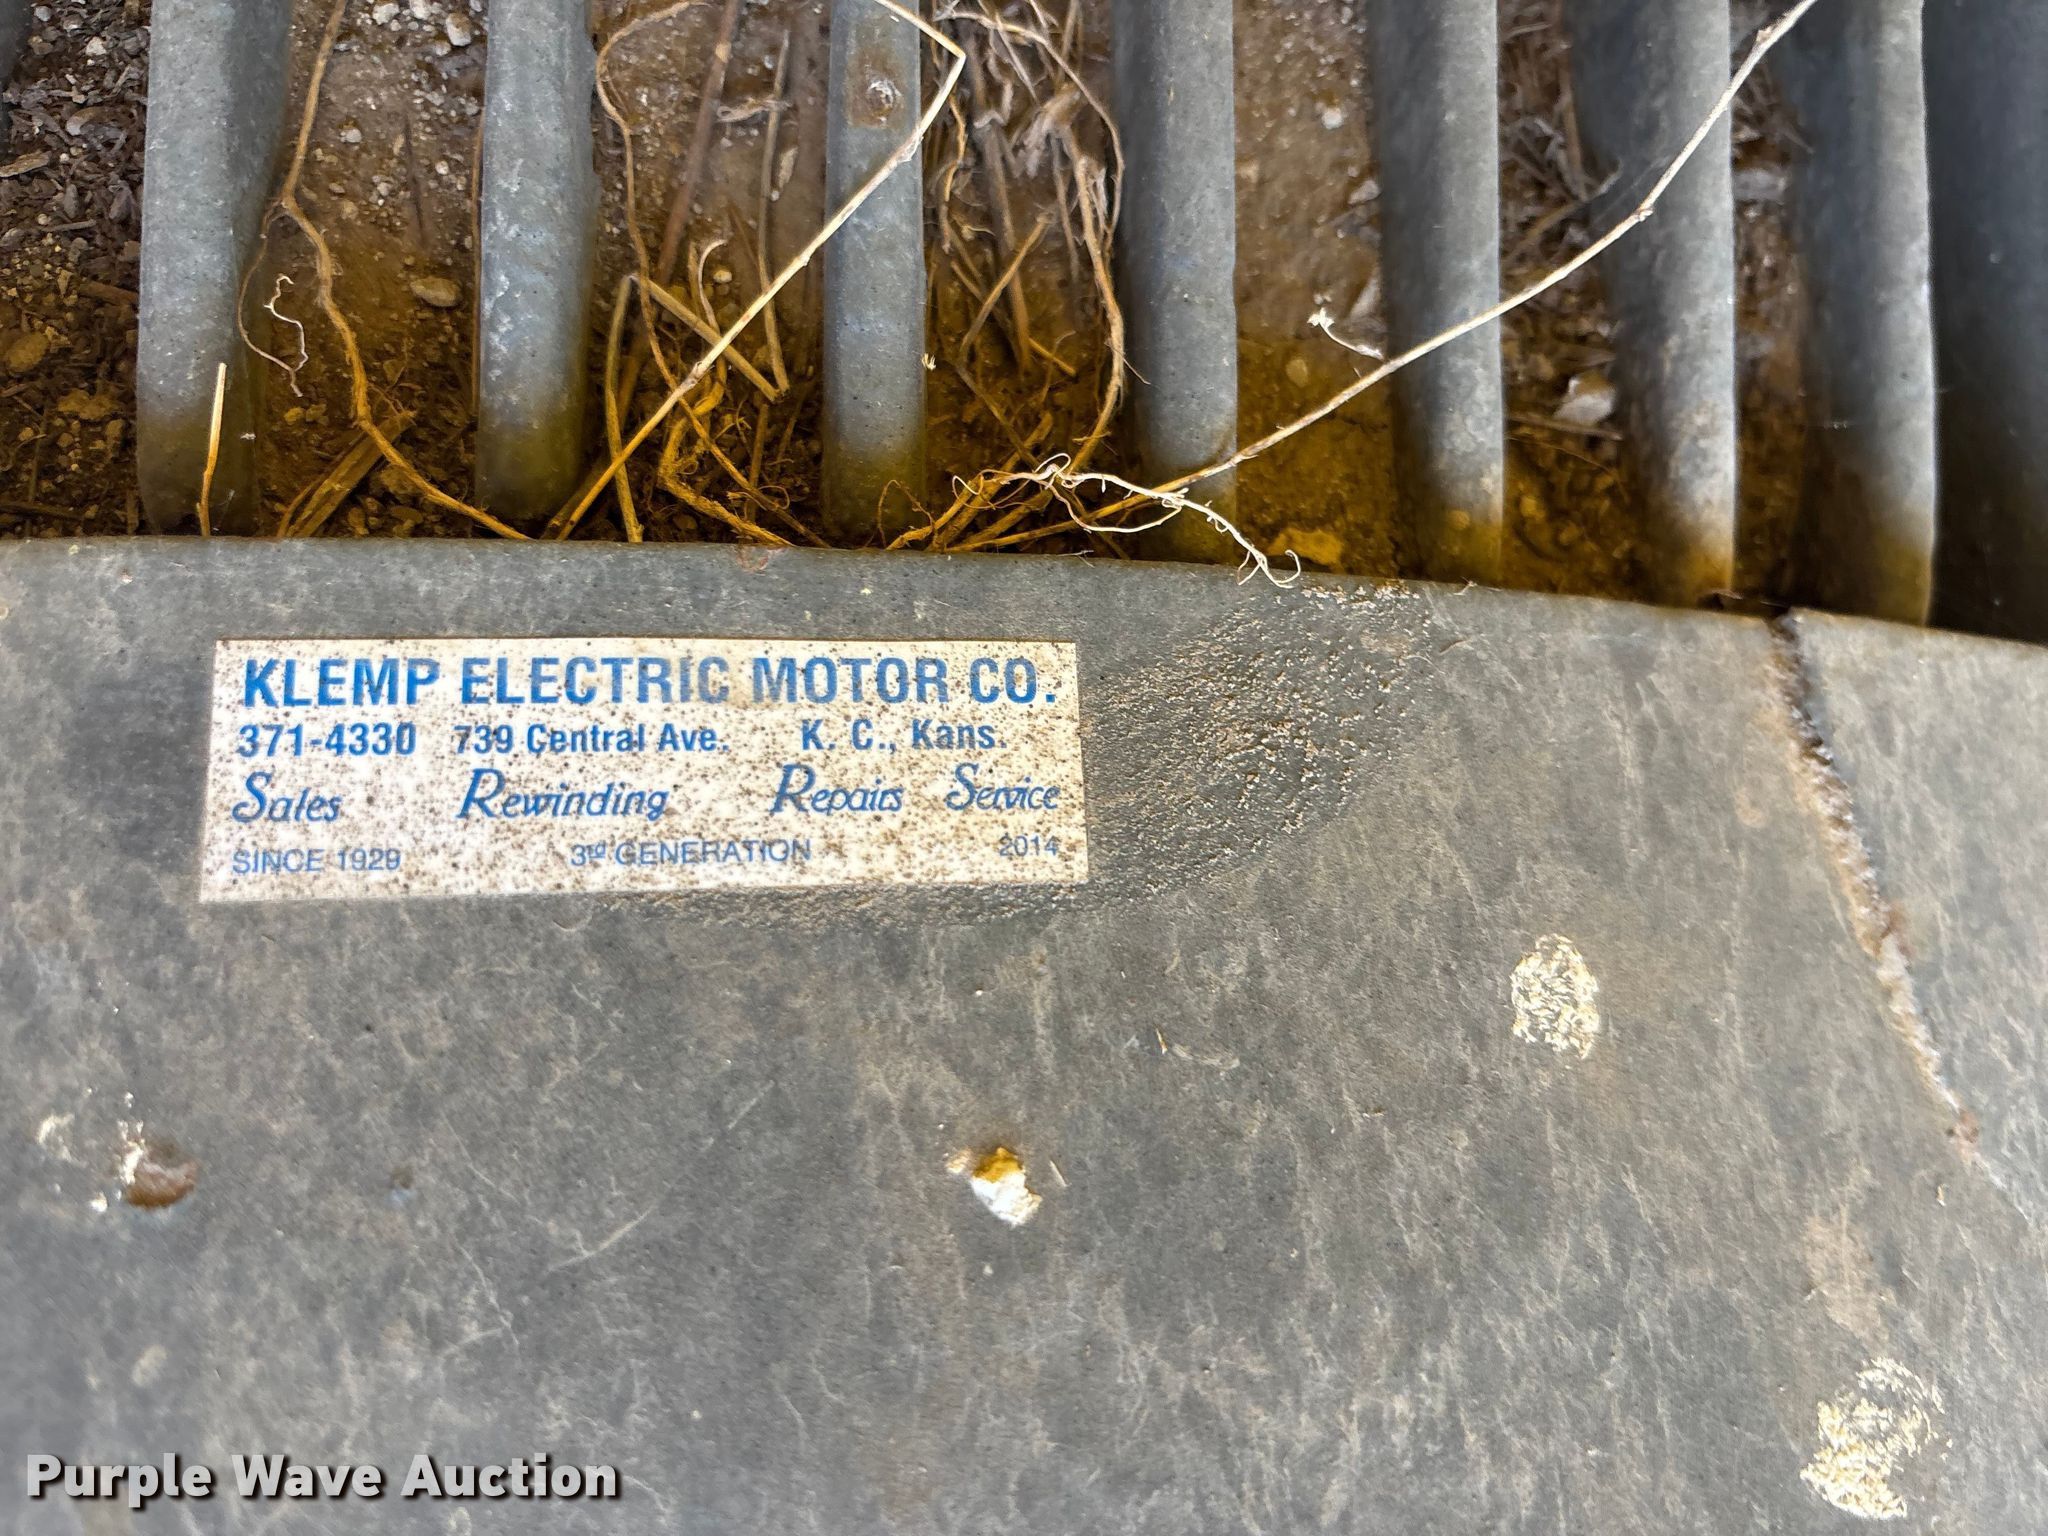 KLEMP ELECTRIC MOTOR CO.
371-4330 739 Central Ave. K. C., Kans.
Sales Rewinding Repairs Service
SINCE 1929 3RD GENERATION 2014
Purple Wave Auction